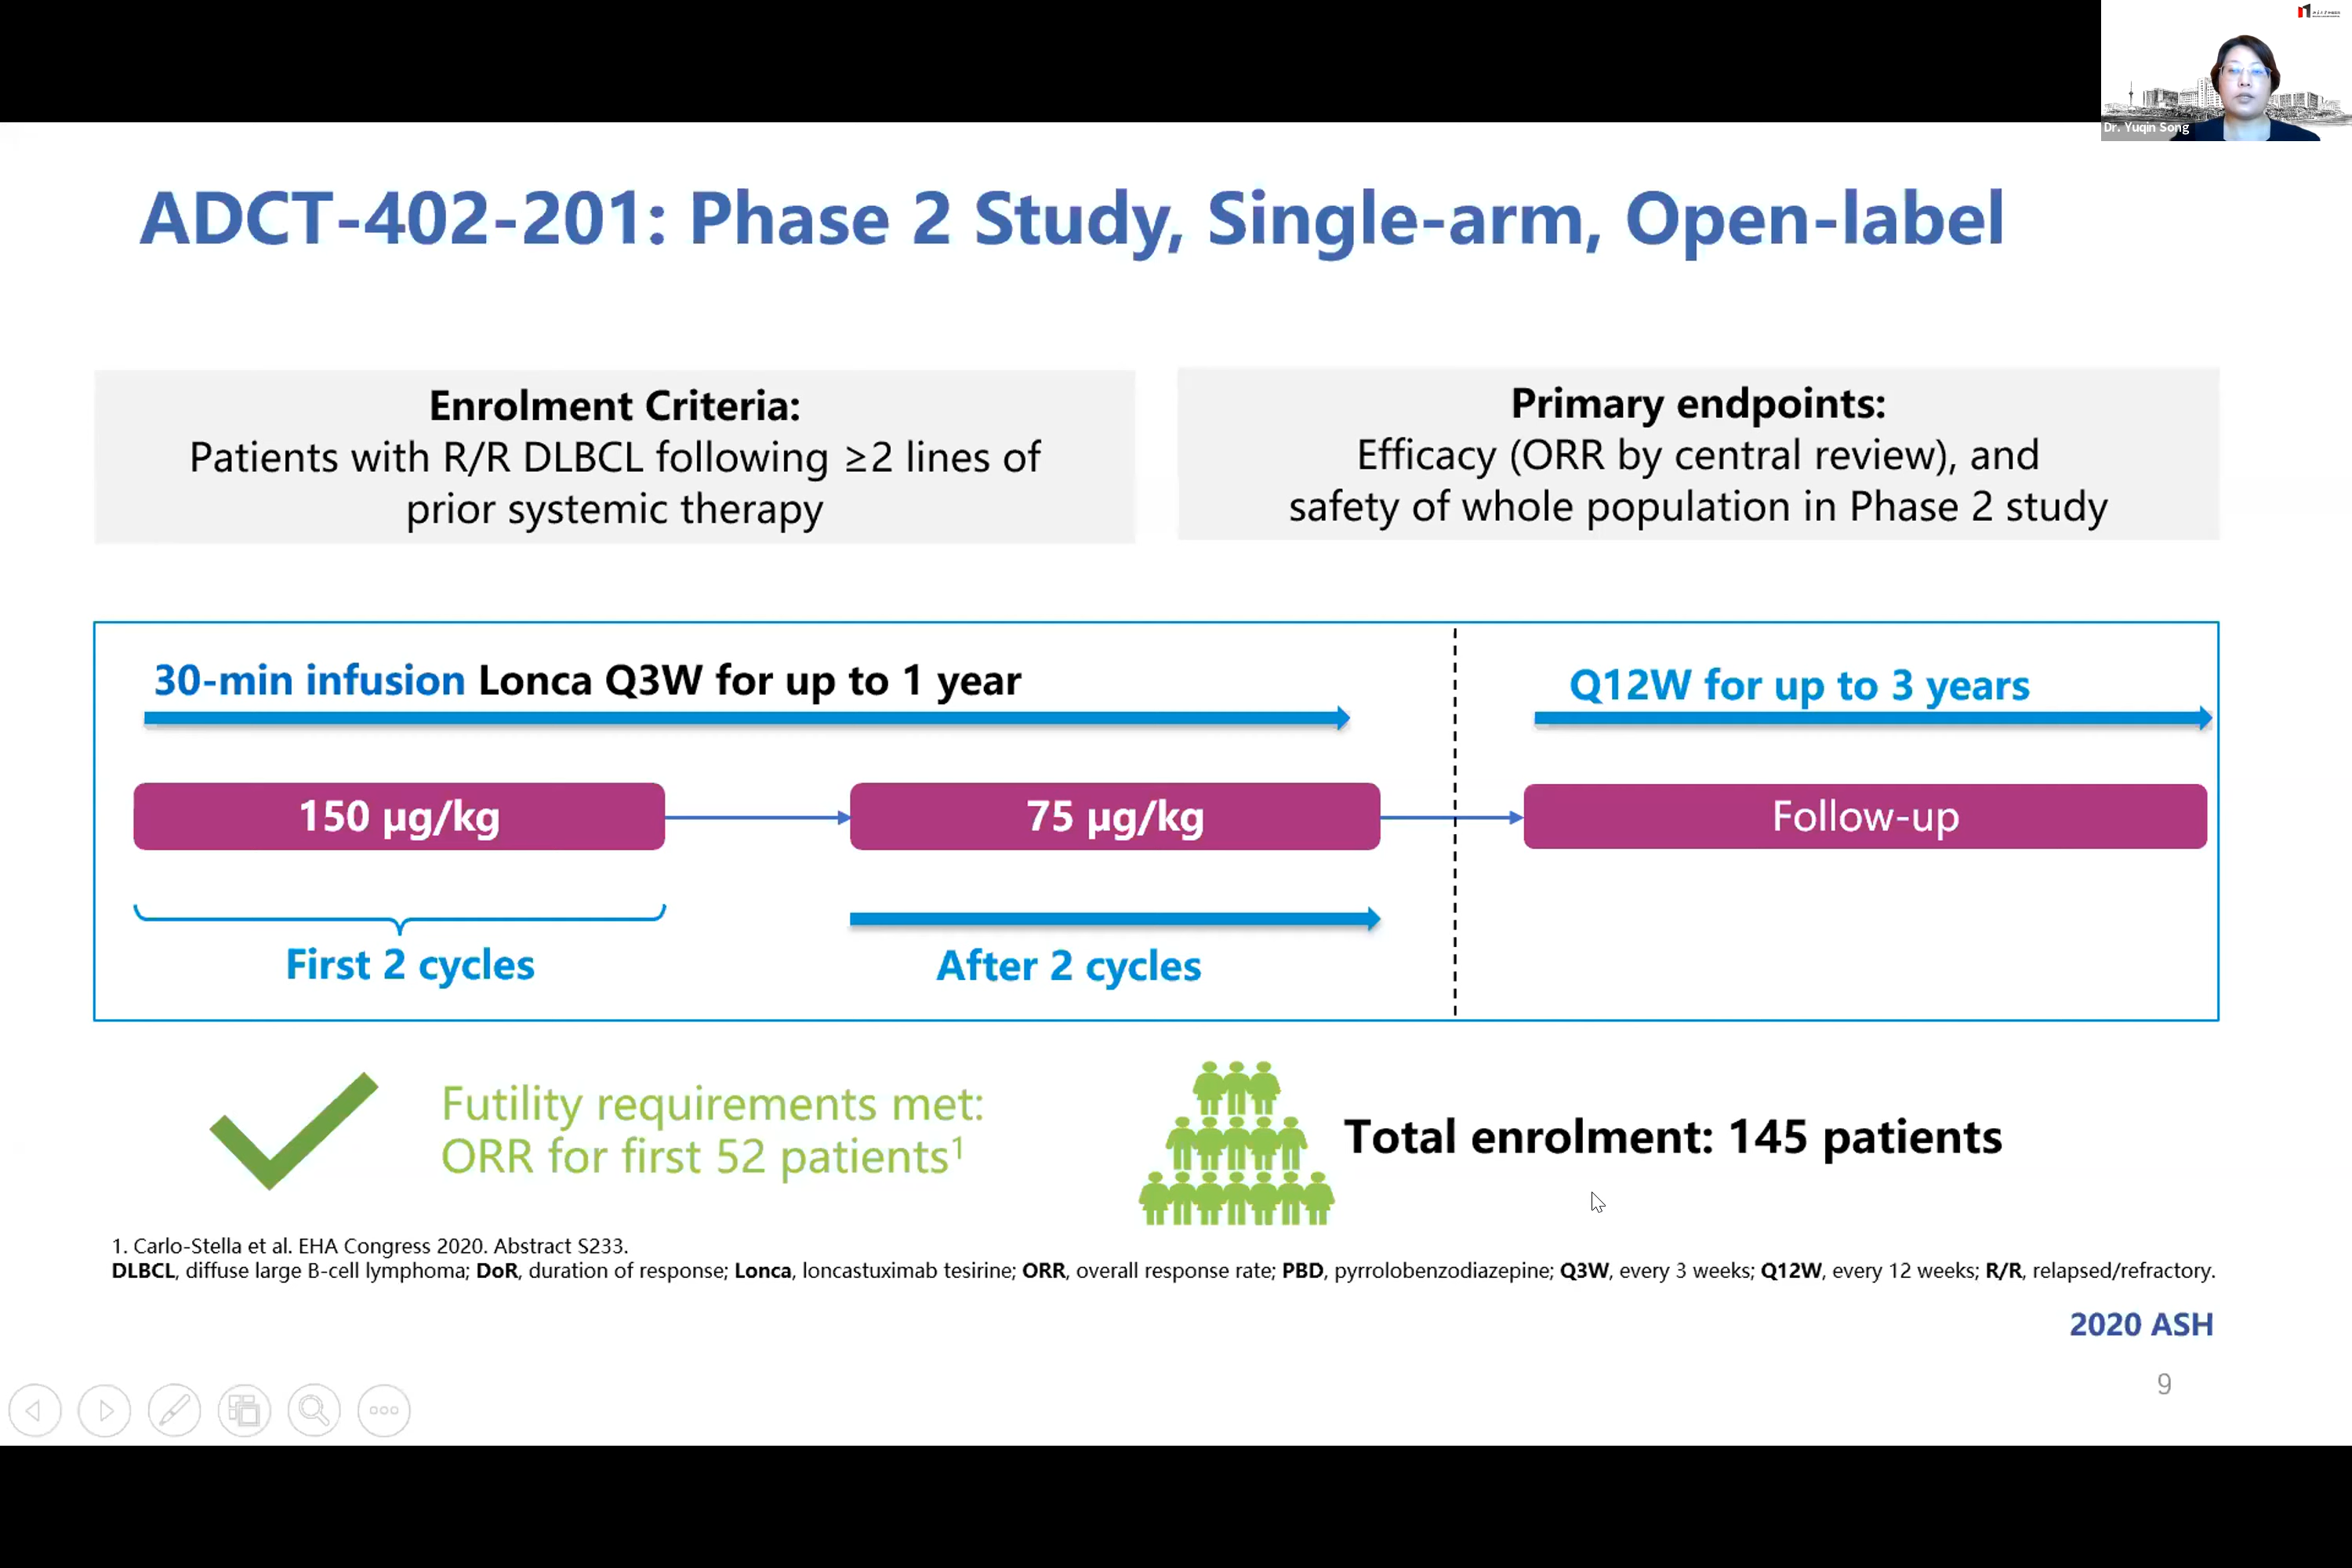 Dr. Yuqin Song
ADCT-402-201: Phase 2 Study, Single-arm, Open-label
Enrolment Criteria:
Patients with R/R DLBCL following ≥2 lines of
prior systemic therapy
Primary endpoints:
Efficacy (ORR by central review), and
safety of whole population in Phase 2 study
30-min infusion Lonca Q3W for up to 1 year
Q12W for up to 3 years
150 µg/kg
75 µg/kg
Follow-up
First 2 cycles
After 2 cycles
Futility requirements met:
ORR for first 52 patients¹
Total enrolment: 145 patients
1. Carlo-Stella et al. EHA Congress 2020. Abstract S233.
DLBCL, diffuse large B-cell lymphoma; DoR, duration of response; Lonca, loncastuximab tesirine; ORR, overall response rate; PBD, pyrrolobenzodiazepine; Q3W, every 3 weeks; Q12W, every 12 weeks; R/R, relapsed/refractory.
2020 ASH
9